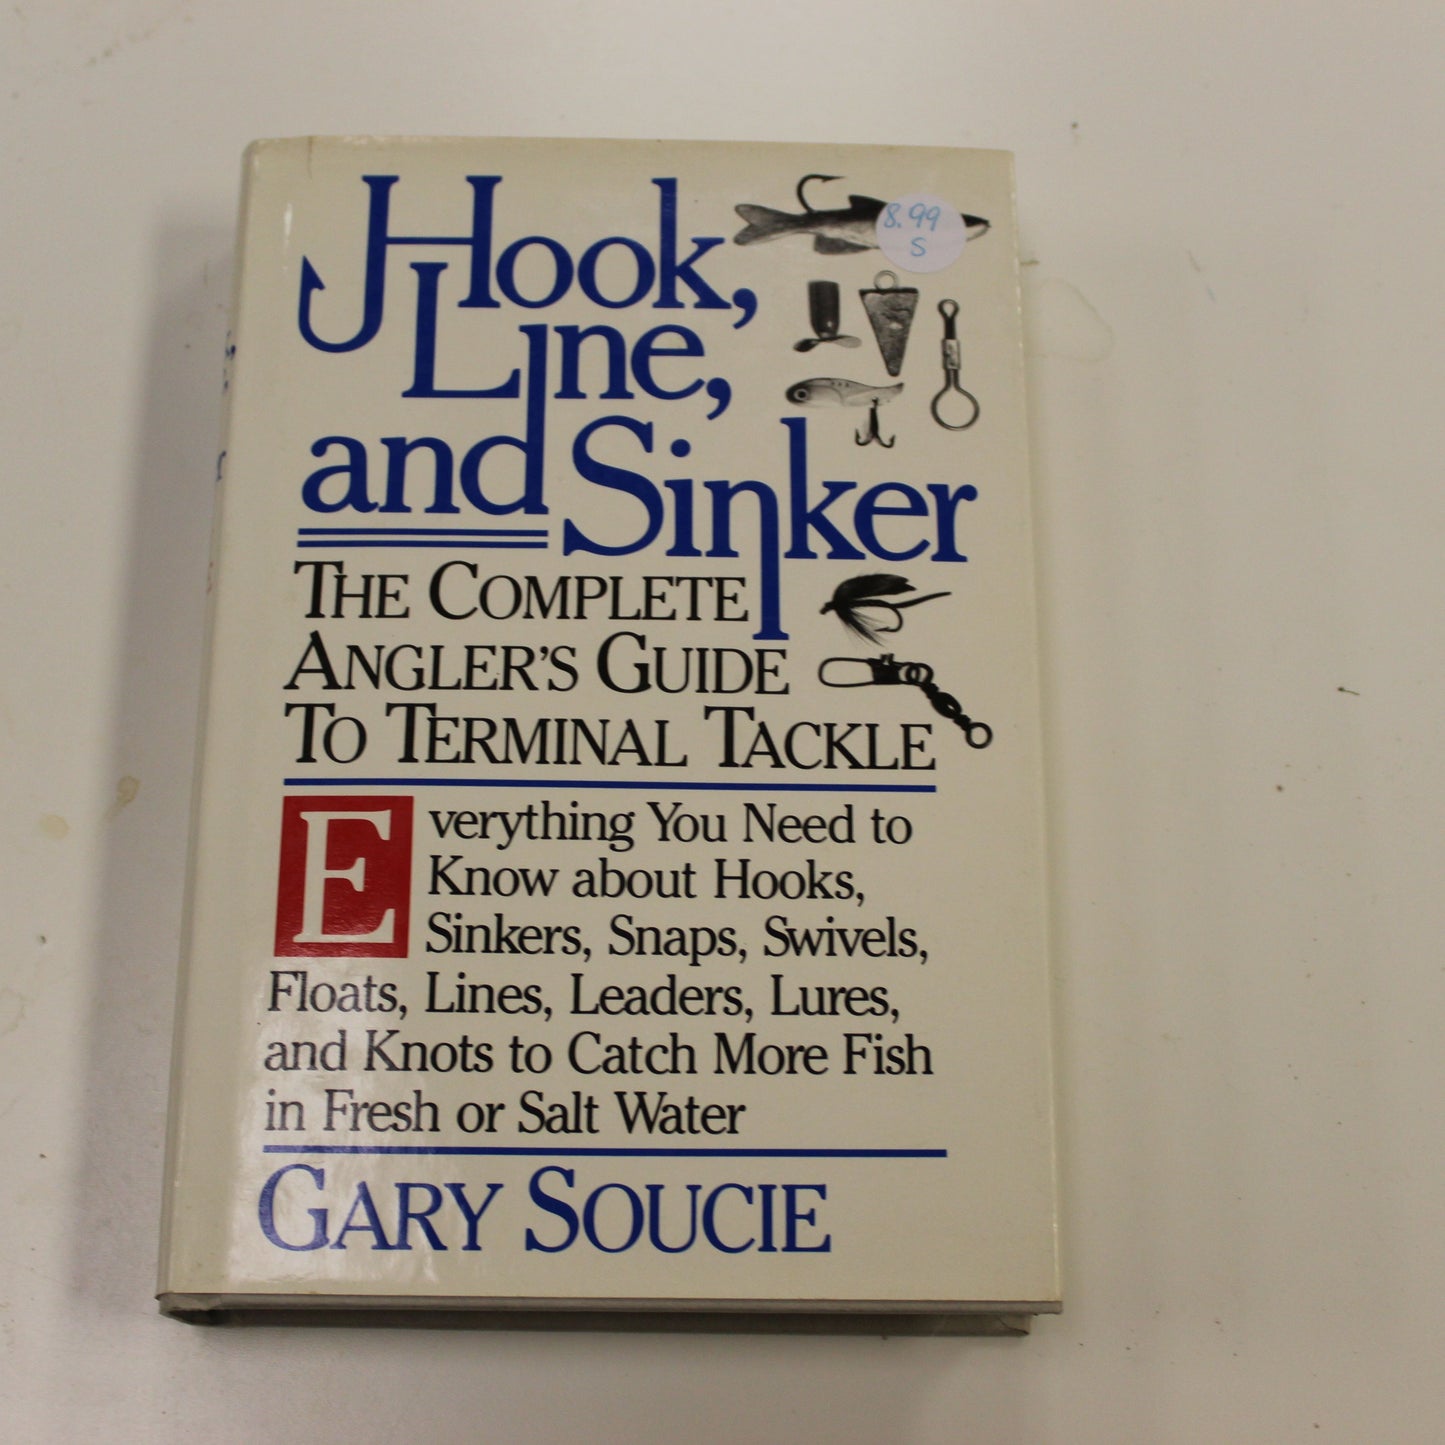 Hook,
Line,
and Sinker
8.99
S
THE COMPLETE
ANGLER'S GUIDE
TO TERMINAL TACKLE
Everything You Need to
Know about Hooks,
Sinkers, Snaps, Swivels,
Floats, Lines, Leaders, Lures,
and Knots to Catch More Fish
in Fresh or Salt Water
GARY SOUCIE